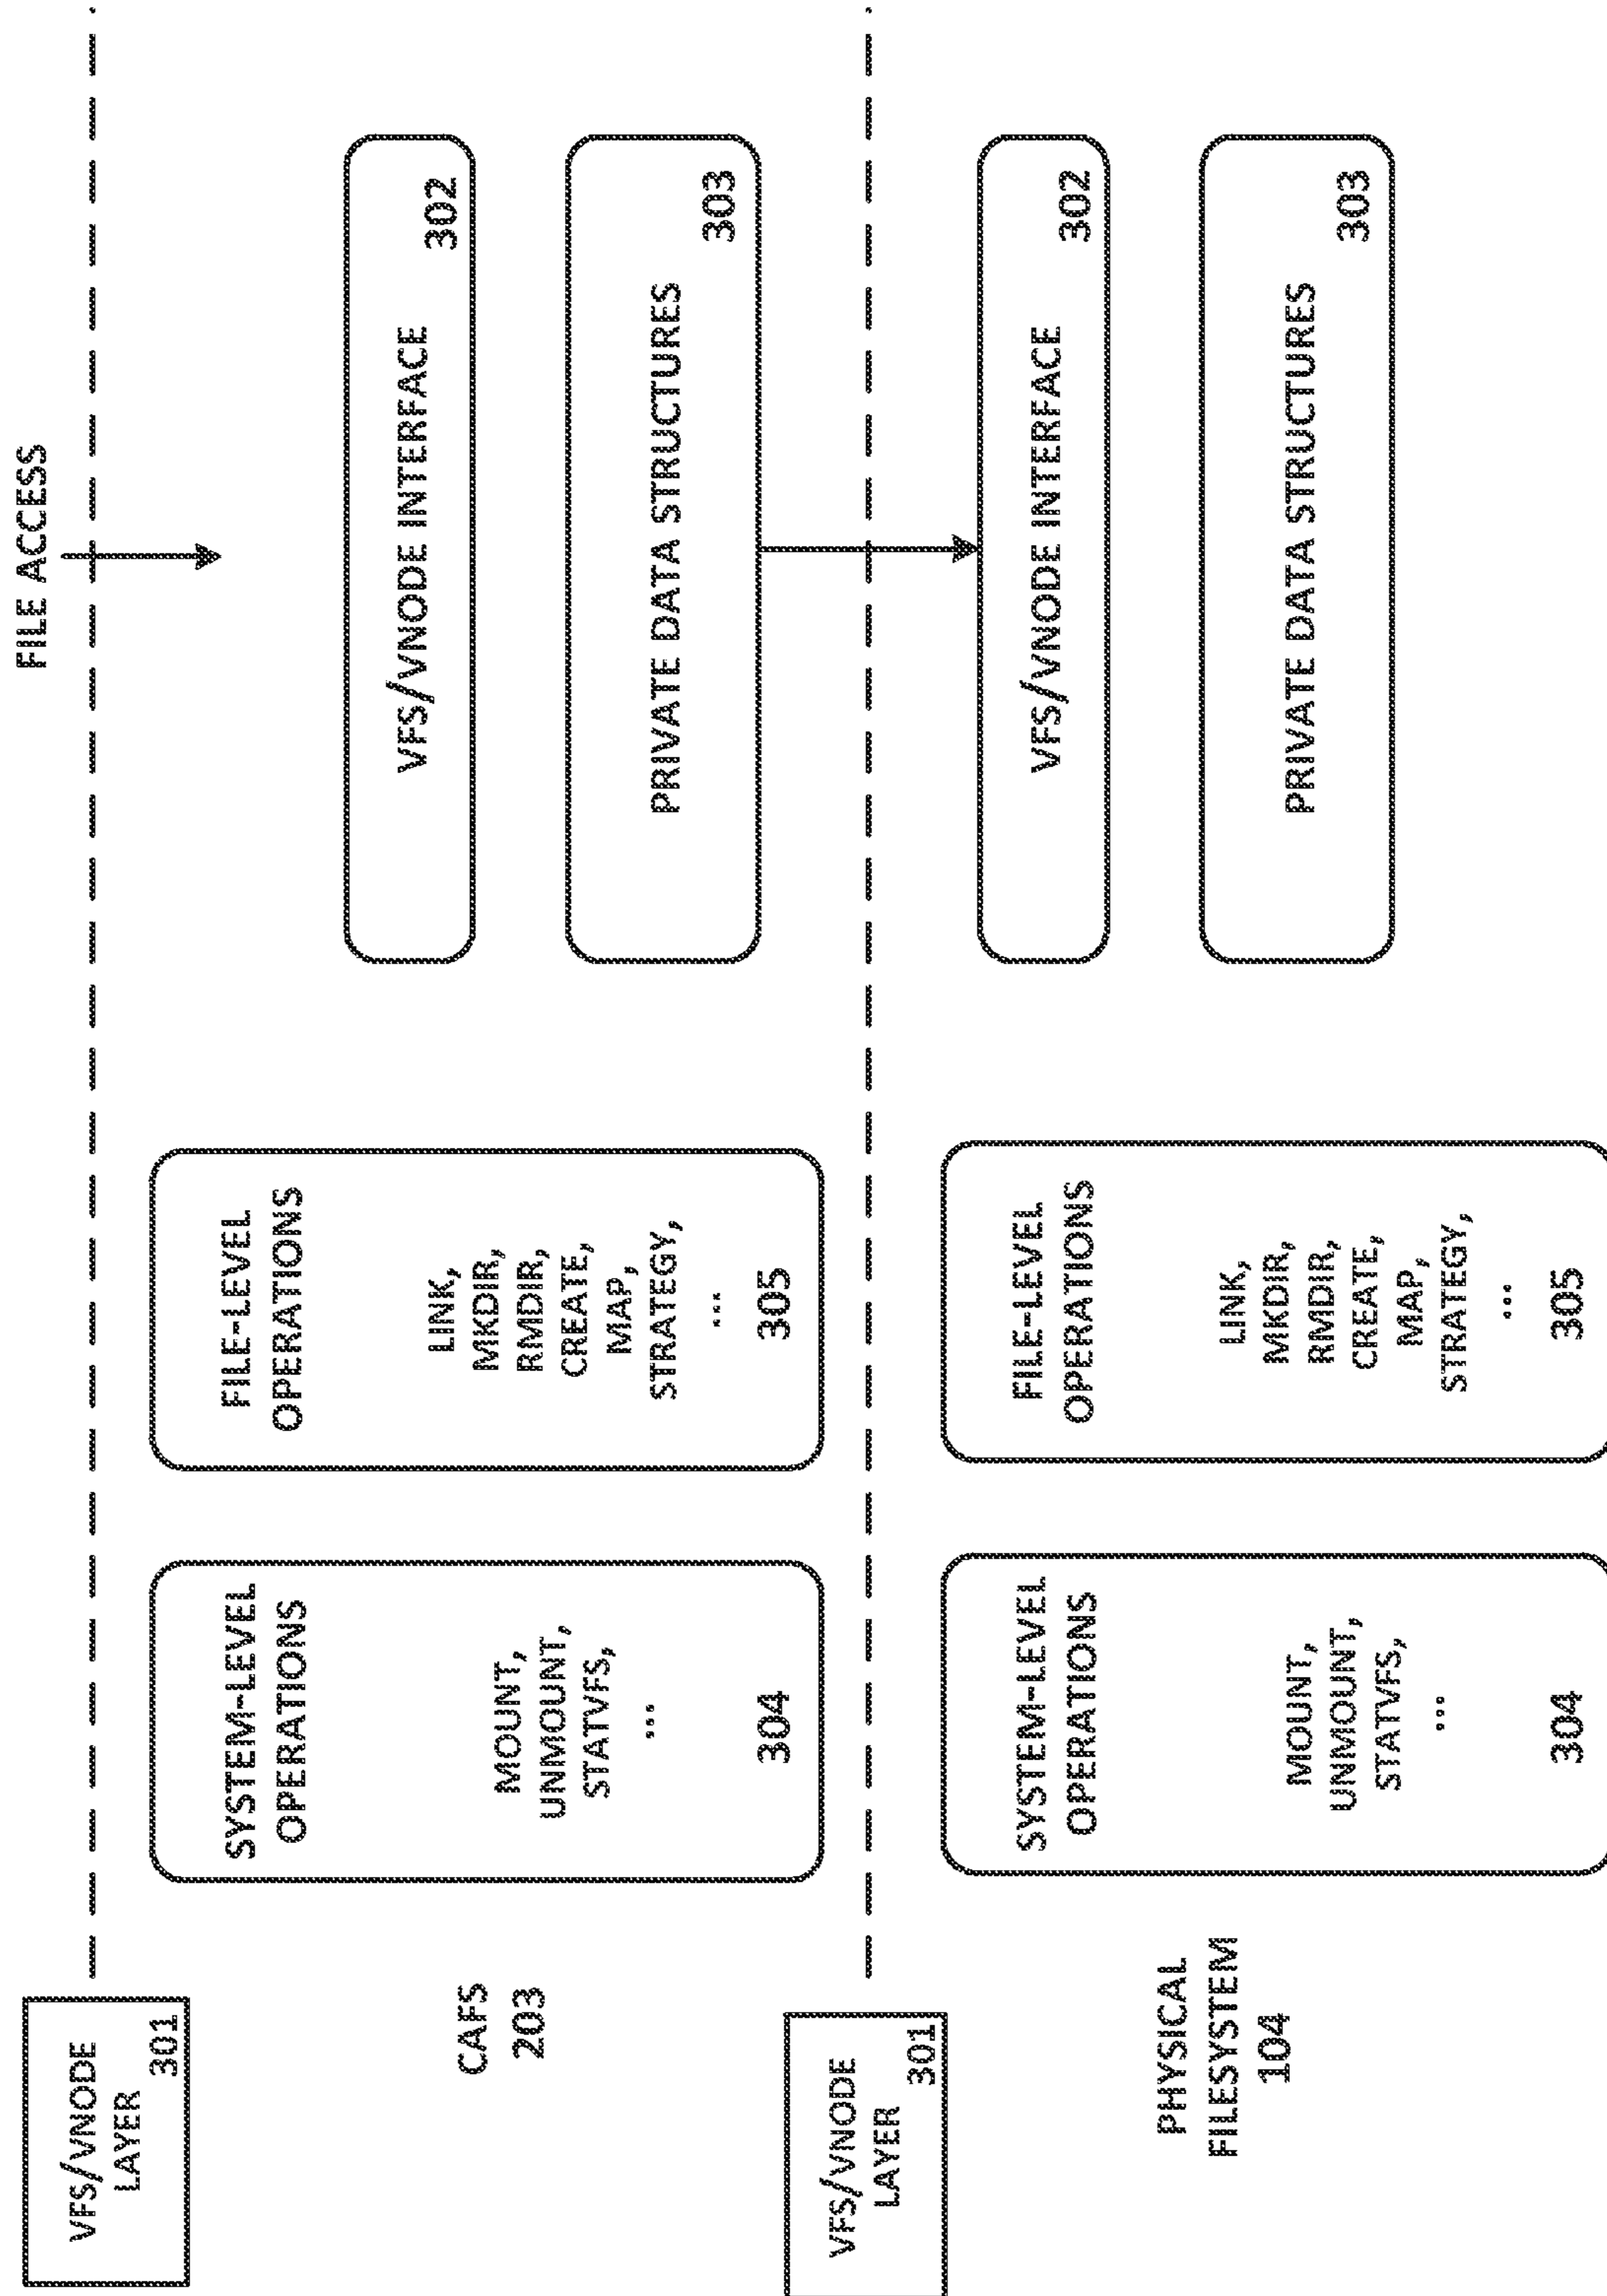 FILE ACCESS
VFS/VNODE
LAYER
301
CAFS
203
SYSTEM-LEVEL
OPERATIONS
MOUNT,
UNMOUNT,
STATVFS,
...
304
FILE-LEVEL
OPERATIONS
LINK,
MKDIR,
RMDIR,
CREATE,
MAP,
STRATEGY,
...
305
VFS/VNODE INTERFACE
302
PRIVATE DATA STRUCTURES
303
VFS/VNODE
LAYER
301
PHYSICAL
FILESYSTEM
104
SYSTEM-LEVEL
OPERATIONS
MOUNT,
UNMOUNT,
STATVFS,
...
304
FILE-LEVEL
OPERATIONS
LINK,
MKDIR,
RMDIR,
CREATE,
MAP,
STRATEGY,
...
305
VFS/VNODE INTERFACE
302
PRIVATE DATA STRUCTURES
303